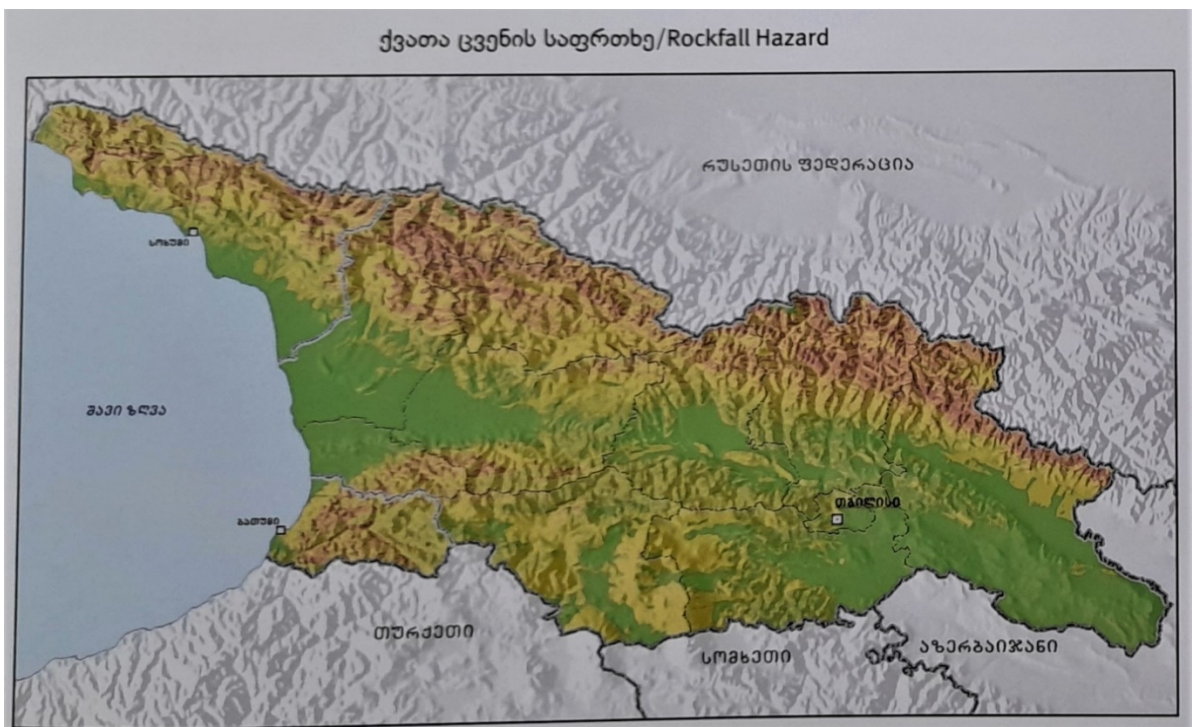 ქვათა ცვენის საფრთხე/Rockfall Hazard
რუსეთის ფედერაცია
სოხუმი
შავი ზღვა
თბილისი
ბათუმი
თურქეთი
სომხეთი
აზერბაიჯანი